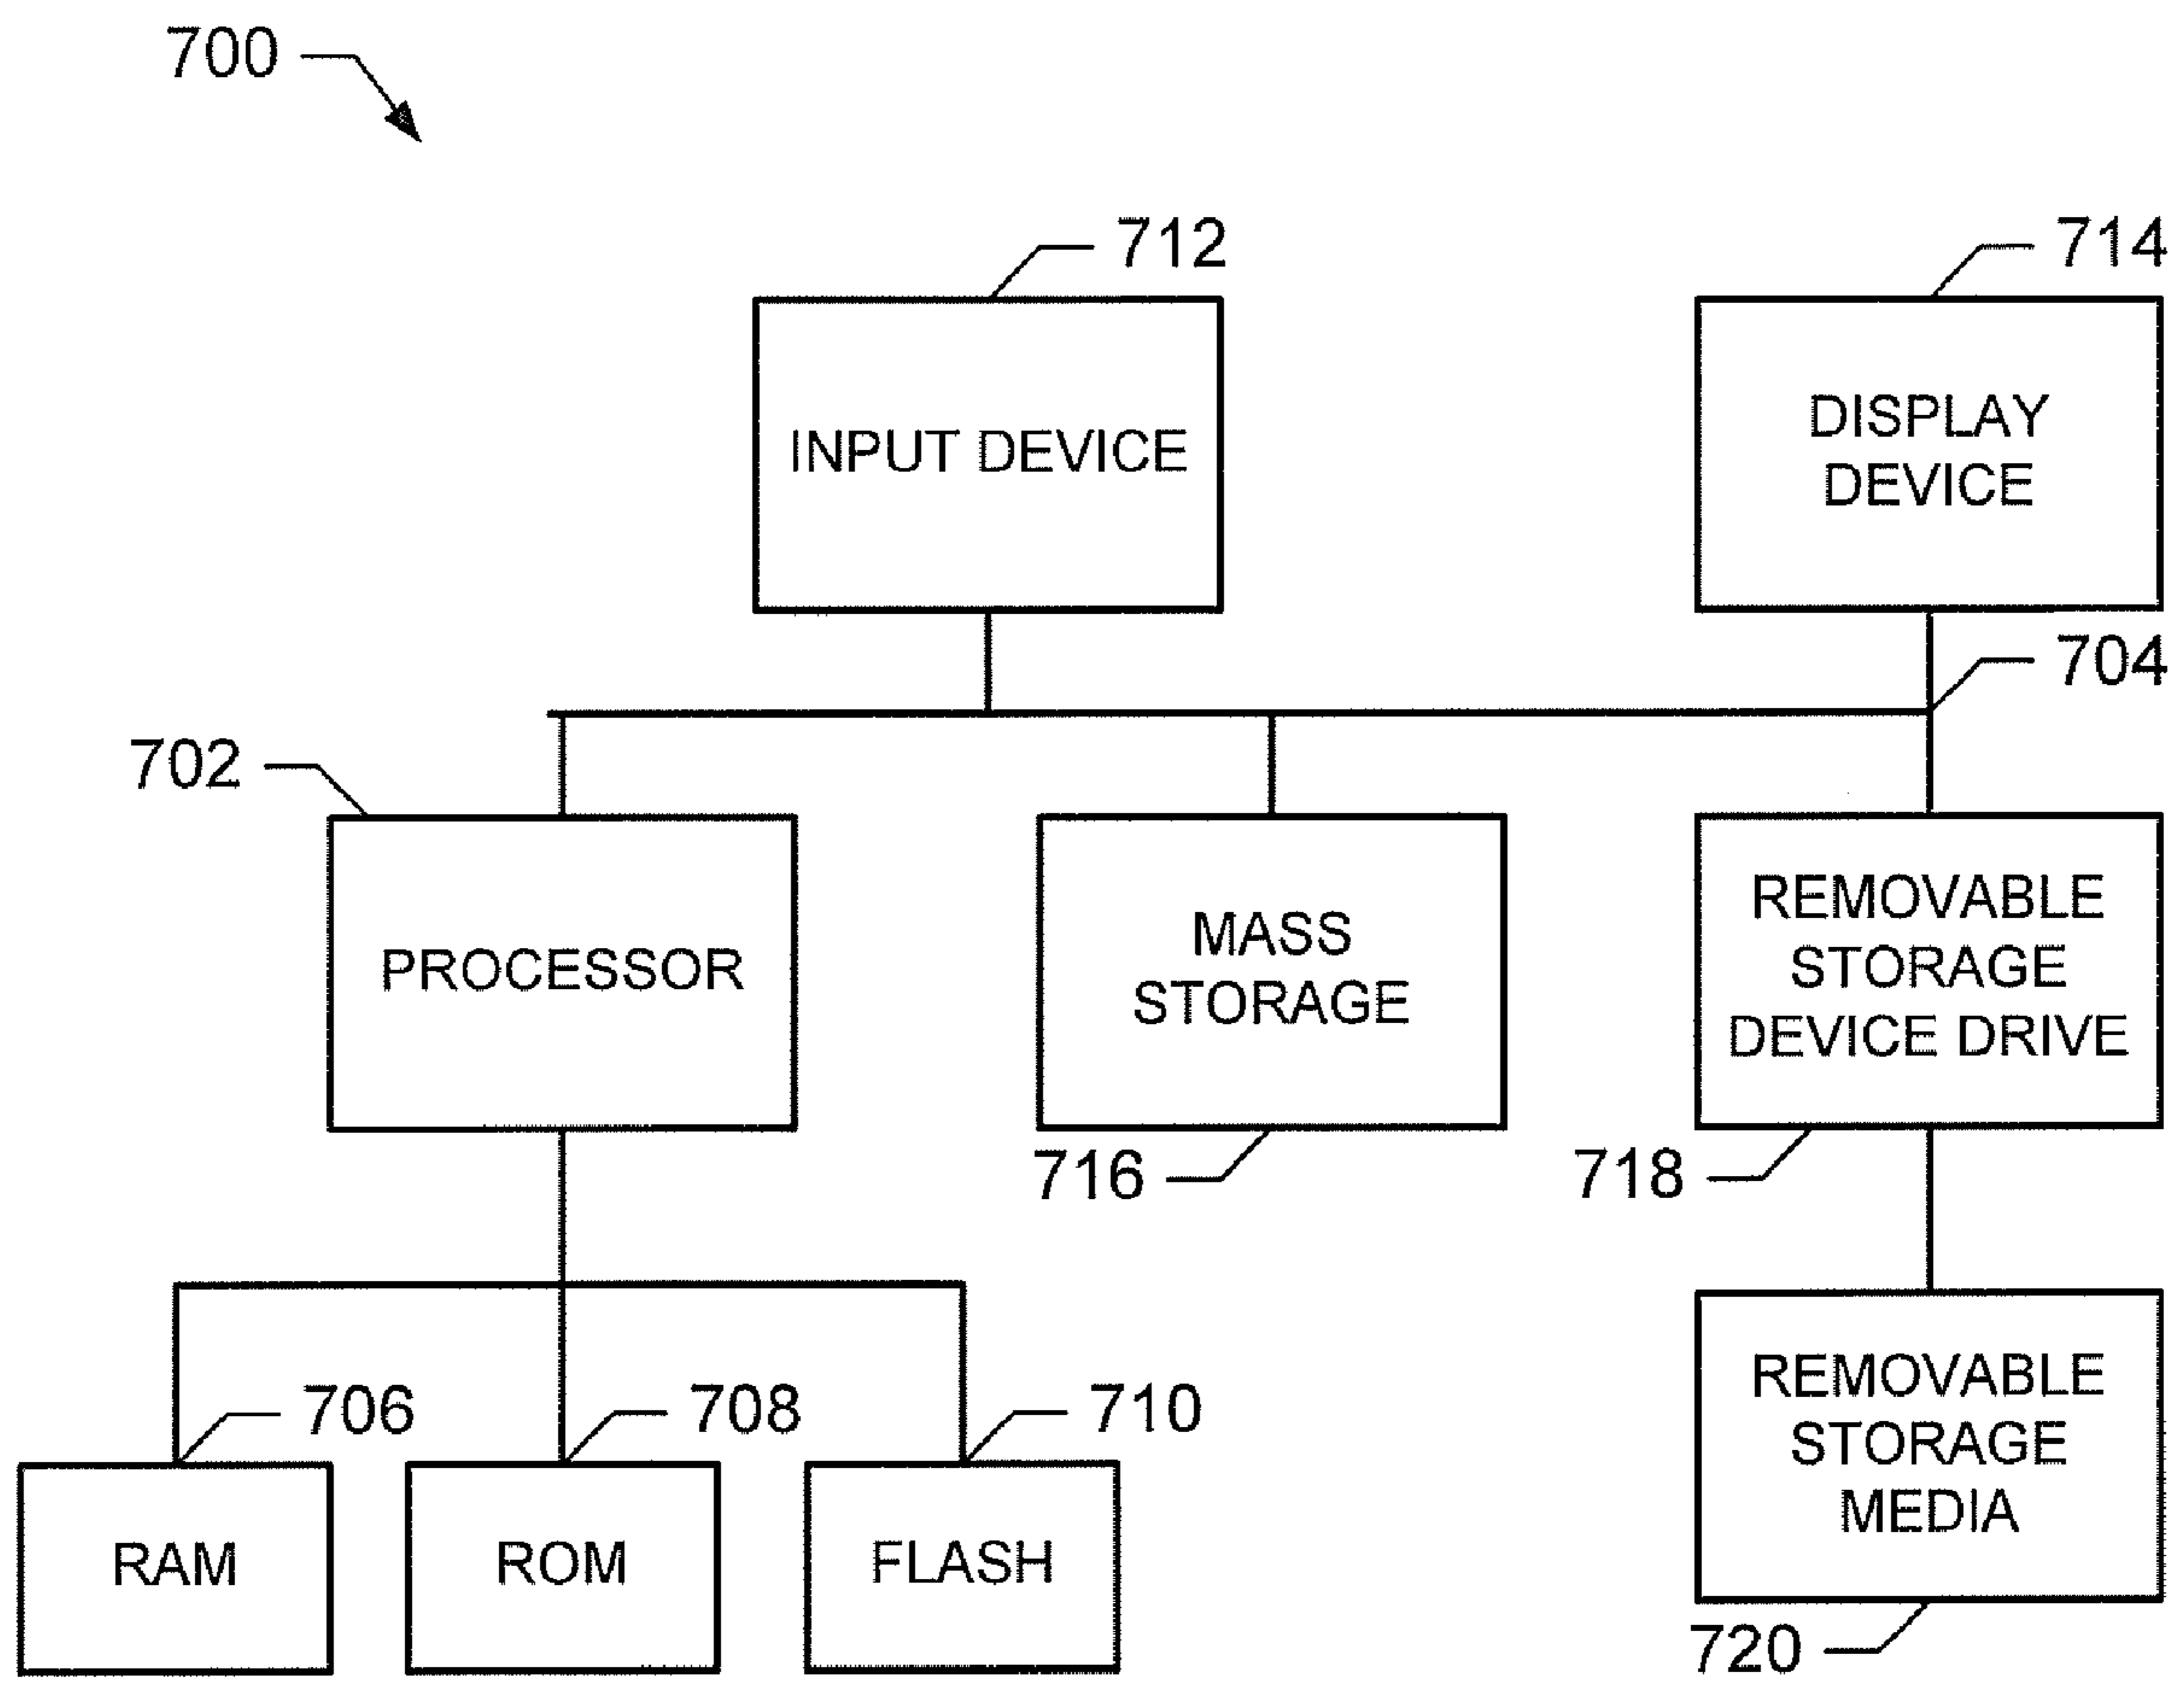 700
712
714
INPUT DEVICE
DISPLAY
DEVICE
704
702
PROCESSOR
MASS
STORAGE
REMOVABLE
STORAGE
DEVICE DRIVE
716
718
706
708
710
RAM
ROM
FLASH
REMOVABLE
STORAGE
MEDIA
720